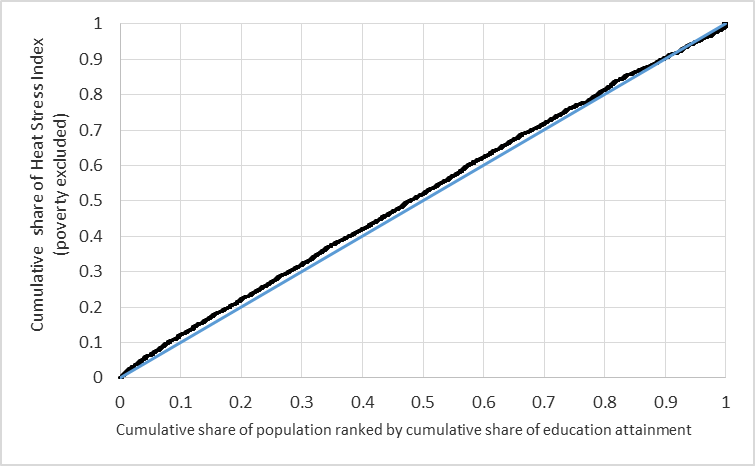 Cumulative share of Heat Stress Index
(poverty excluded)
1
0.9
0.8
0.7
0.6
0.5
0.4
0.3
0.2
0.1
0
0 0.1 0.2 0.3 0.4 0.5 0.6 0.7 0.8 0.9 1
Cumulative share of population ranked by cumulative share of education attainment